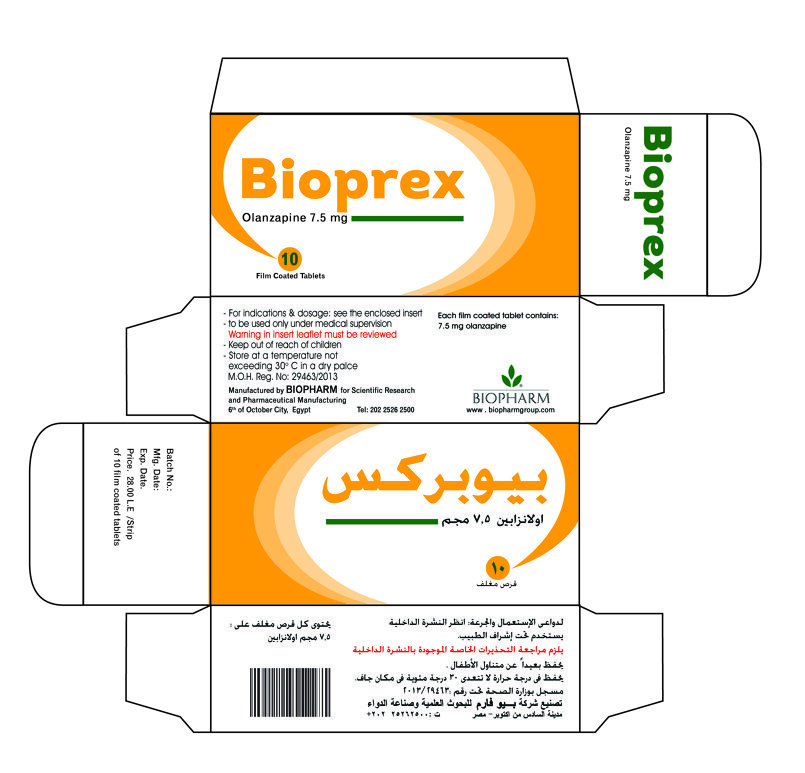 Bioprex
Olanzapine 7.5 mg
10
Film Coated Tablets
Bioprex
Olanzapine 7.5 mg
- For indications & dosage: see the enclosed insert
- to be used only under medical supervision
Warning in insert leaflet must be reviewed
- Keep out of reach of children
- Store at a temperature not
exceeding 30° C in a dry palce
M.O.H. Reg. No: 29463/2013
Manufactured by BIOPHARM for Scientific Research
and Pharmaceutical Manufacturing
6th of October City, Egypt Tel: 202 2526 2500
Each film coated tablet contains:
7.5 mg olanzapine
BIOPHARM
www . biopharmgroup.com
Batch No.:
Mfg. Date:
Exp. Date.
Price. 28.00 L.E /Strip
of 10 film coated tablets
بيوبركس
اولانزابين ٧,٥ مجم
١٠
قرص مغلف
لدواعى الإستعمال والجرعة: انظر النشرة الداخلية
يستخدم تحت إشراف الطبيب.
يلزم مراجعة التحذيرات الخاصة الموجودة بالنشرة الداخلية
يحفظ بعيداً عن متناول الأطفال .
يحفظ فى درجة حرارة لا تتعدى ٣٠ درجة مئوية فى مكان جاف.
مسجل بوزارة الصحة تحت رقم :٢٠١٣/٢٩٤٦٣
تصنيع شركة بـيـو فارم للبحوث العلمية وصناعة الدواء
مدينة السادس من اكتوبر - مصر ت : ٢٥٢٦٢٥٠٠ ٢٠٢+
يحتوى كل قرص مغلف على :
٧,٥ مجم اولانزابين